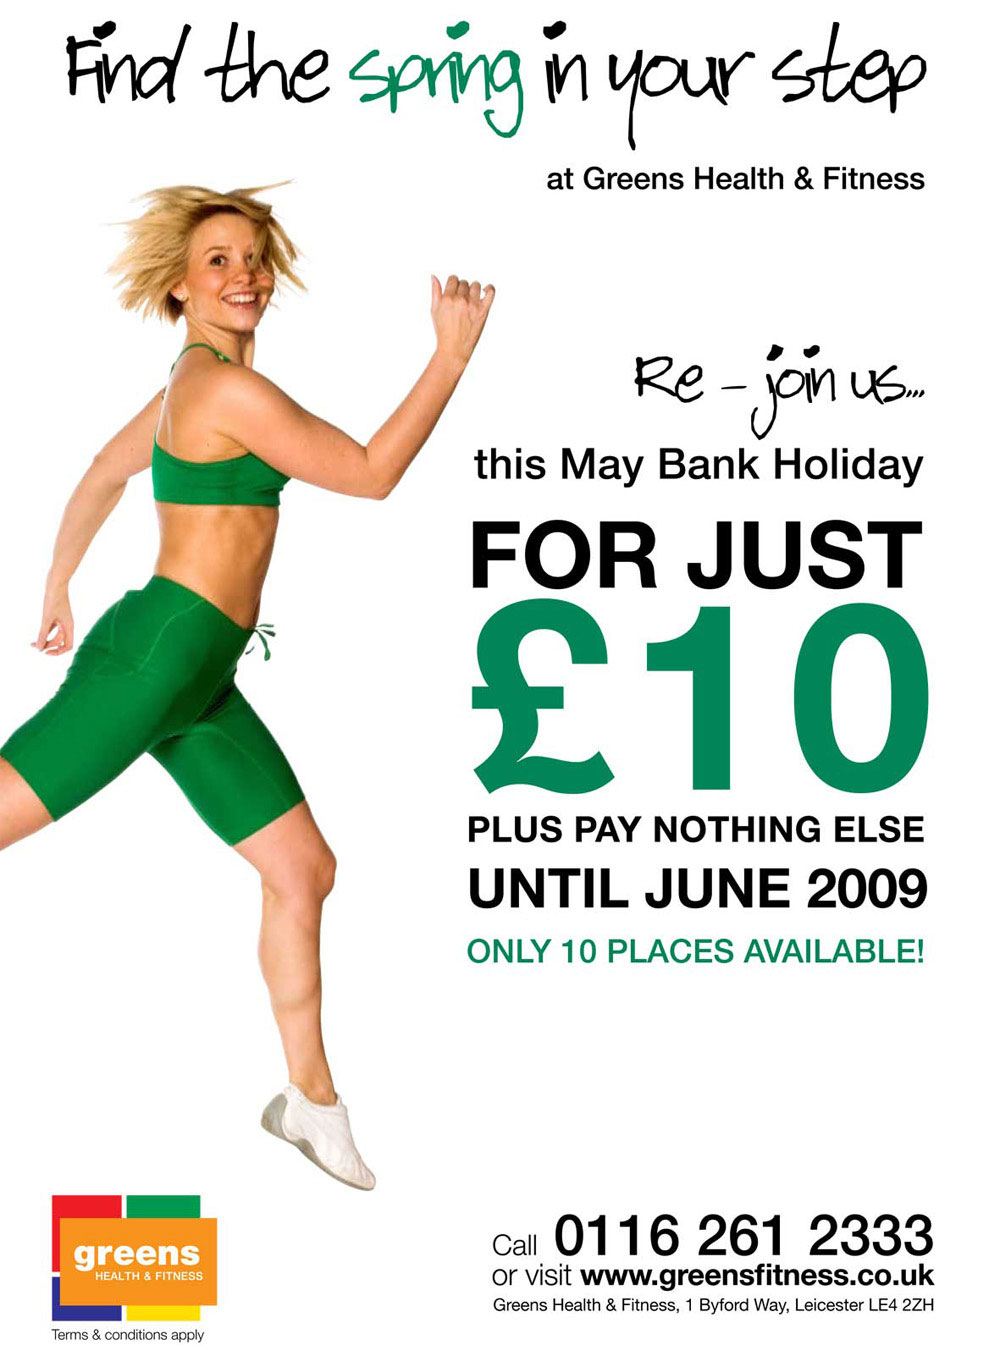 Find the spring in your step
at Greens Health & Fitness
Re - join us...
this May Bank Holiday
FOR JUST
£10
PLUS PAY NOTHING ELSE
UNTIL JUNE 2009
ONLY 10 PLACES AVAILABLE!
greens
HEALTH & FITNESS
Terms & conditions apply
Call 0116 261 2333
or visit www.greensfitness.co.uk
Greens Health & Fitness, 1 Byford Way, Leicester LE4 2ZH